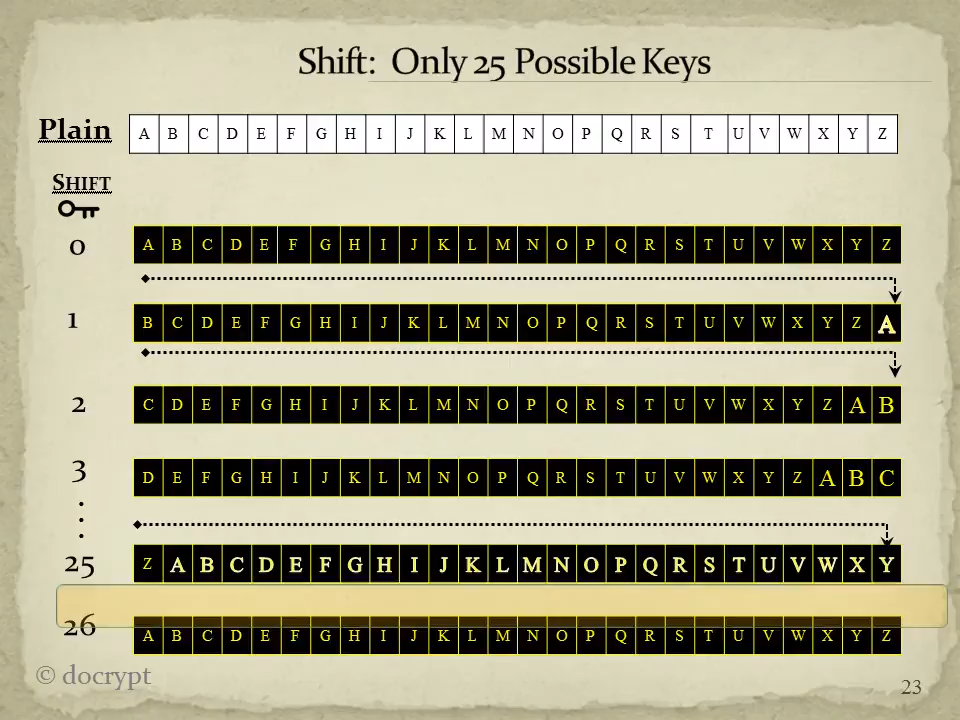 Shift: Only 25 Possible Keys
Plain A B C D E F G H I J K L M N O P Q R S T U V W X Y Z
SHIFT
0 A B C D E F G H I J K L M N O P Q R S T U V W X Y Z
1 B C D E F G H I J K L M N O P Q R S T U V W X Y Z A
2 C D E F G H I J K L M N O P Q R S T U V W X Y Z A B
3 D E F G H I J K L M N O P Q R S T U V W X Y Z A B C
.
.
.
25 Z A B C D E F G H I J K L M N O P Q R S T U V W X Y
26 A B C D E F G H I J K L M N O P Q R S T U V W X Y Z
© docrypt
23